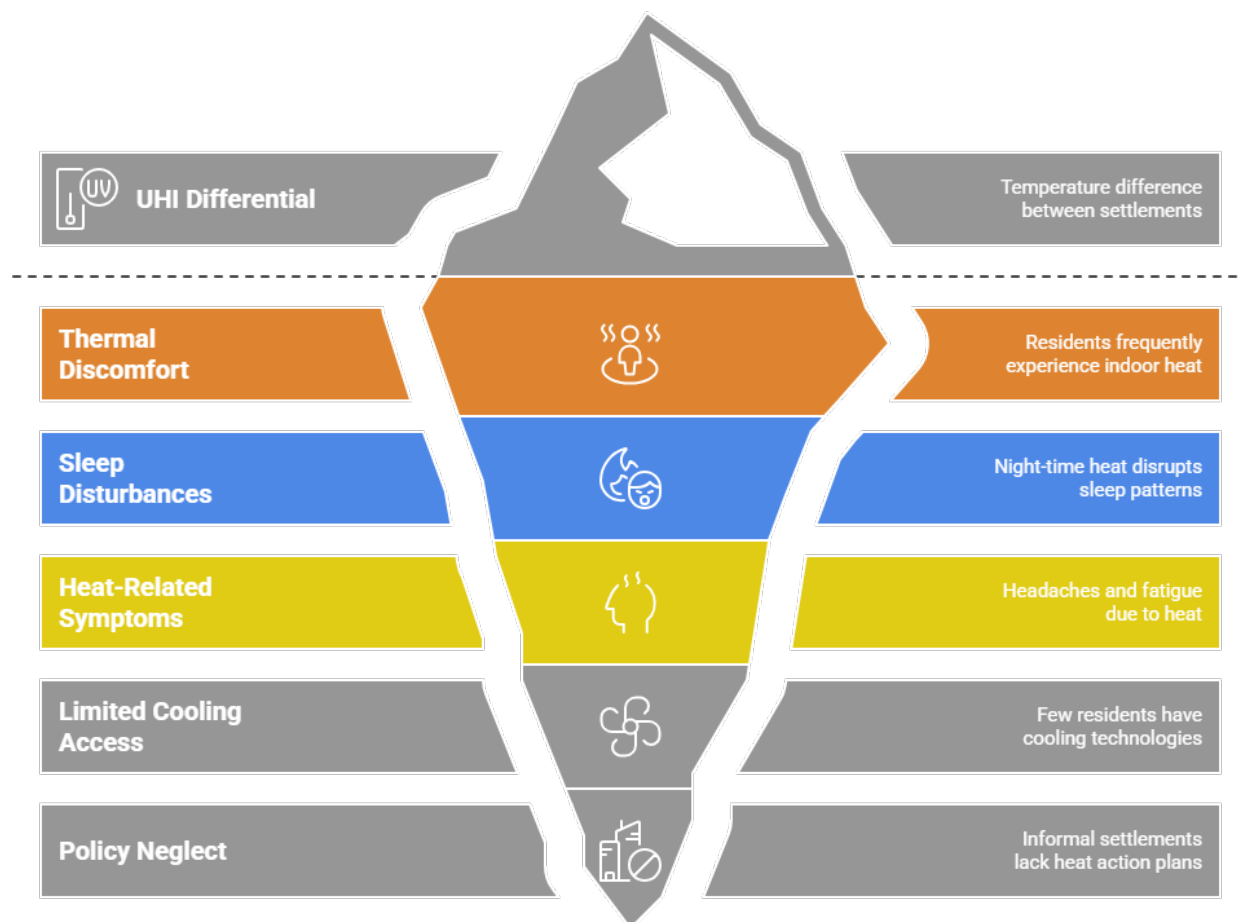 UV
UHI Differential
Temperature difference
between settlements
Thermal
Discomfort
Residents frequently
experience indoor heat
Sleep
Disturbances
Night-time heat disrupts
sleep patterns
Heat-Related
Symptoms
Headaches and fatigue
due to heat
Limited Cooling
Access
Few residents have
cooling technologies
Policy Neglect
Informal settlements
lack heat action plans